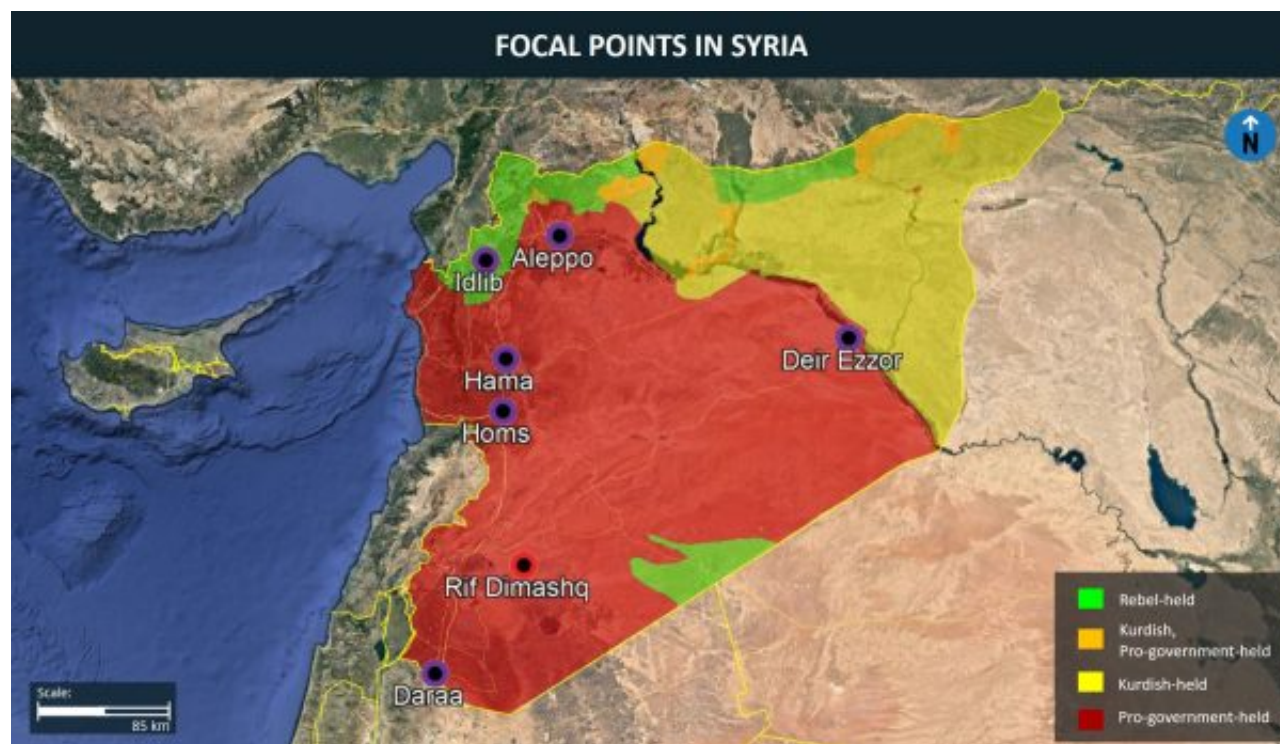 FOCAL POINTS IN SYRIA
N
Aleppo
Idlib
Deir Ezzor
Hama
Homs
Rif Dimashq
Daraa
Rebel-held
Kurdish,
Pro-government-held
Kurdish-held
Pro-government-held
Scale:
85 km